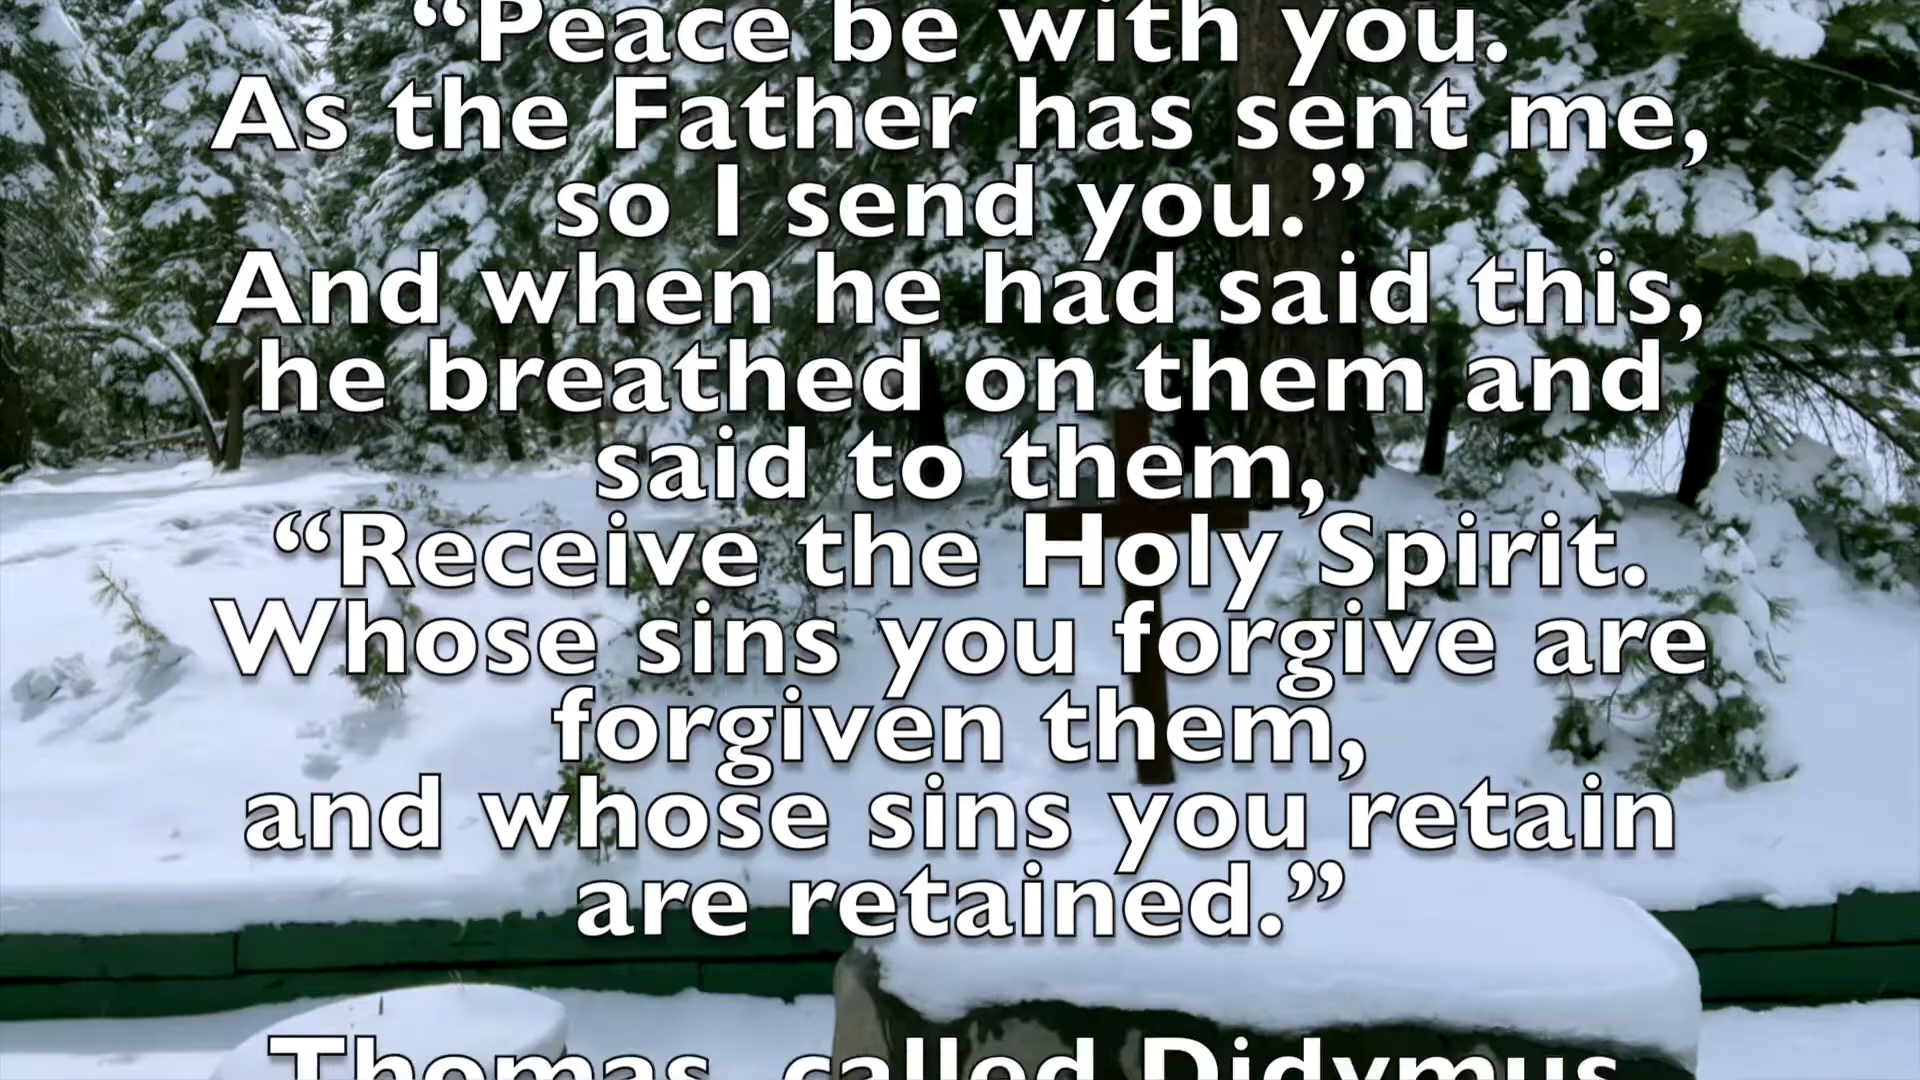 “Peace be with you.
As the Father has sent me,
so I send you.”
And when he had said this,
he breathed on them and
said to them,
“Receive the Holy Spirit.
Whose sins you forgive are
forgiven them,
and whose sins you retain
are retained.”
Thomas, called Didymus,